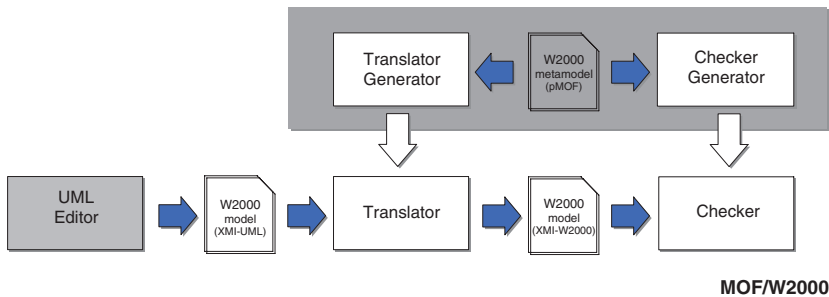 Translator
Generator
W2000
metamodel
(pMOF)
Checker
Generator
UML
Editor
W2000
model
(XMI-UML)
Translator
W2000
model
(XMI-W2000)
Checker
MOF/W2000